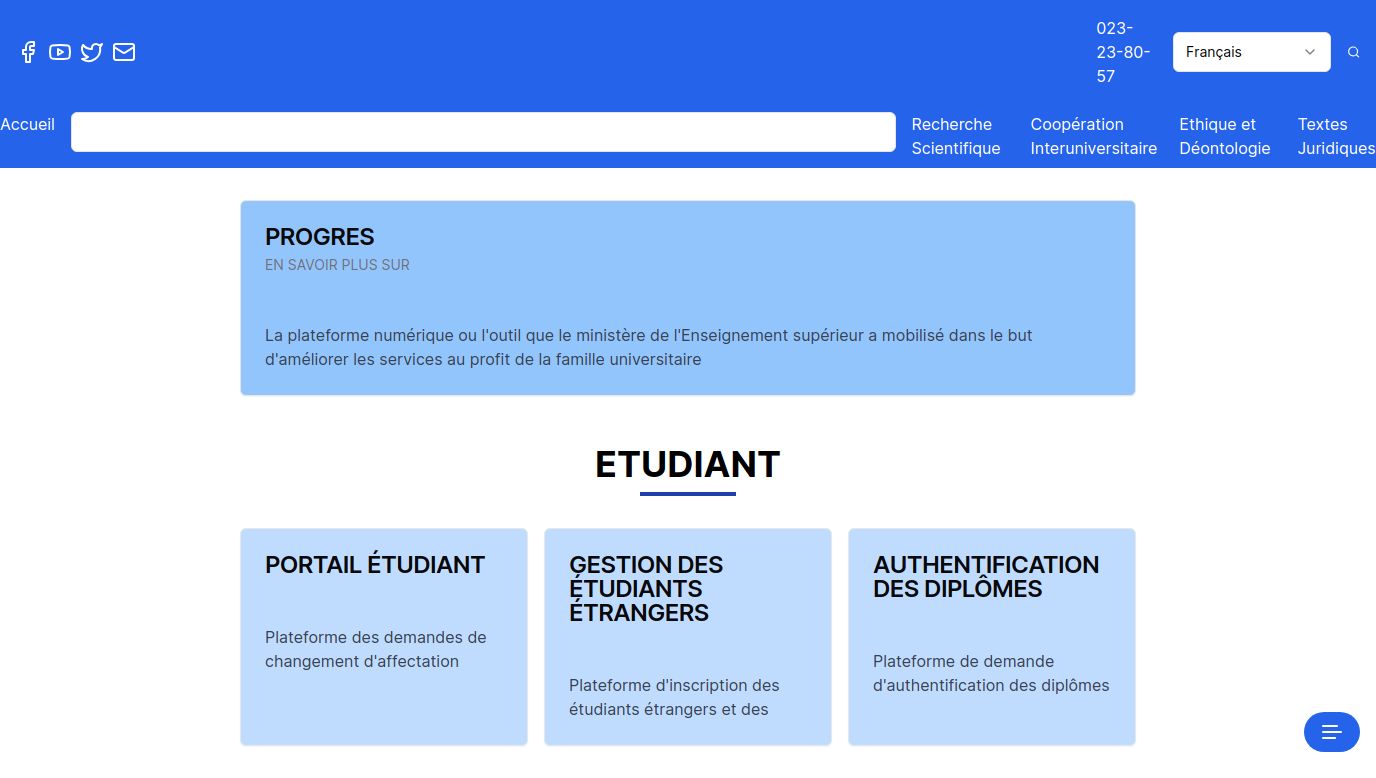 023-
23-80-
57
Français
Accueil
Recherche
Scientifique
Coopération
Interuniversitaire
Ethique et
Déontologie
Textes
Juridiques
PROGRES
EN SAVOIR PLUS SUR
La plateforme numérique ou l'outil que le ministère de l'Enseignement supérieur a mobilisé dans le but
d'améliorer les services au profit de la famille universitaire
ETUDIANT
PORTAIL ÉTUDIANT
Plateforme des demandes de
changement d'affectation
GESTION DES
ÉTUDIANTS
ÉTRANGERS
Plateforme d'inscription des
étudiants étrangers et des
AUTHENTIFICATION
DES DIPLÔMES
Plateforme de demande
d'authentification des diplômes